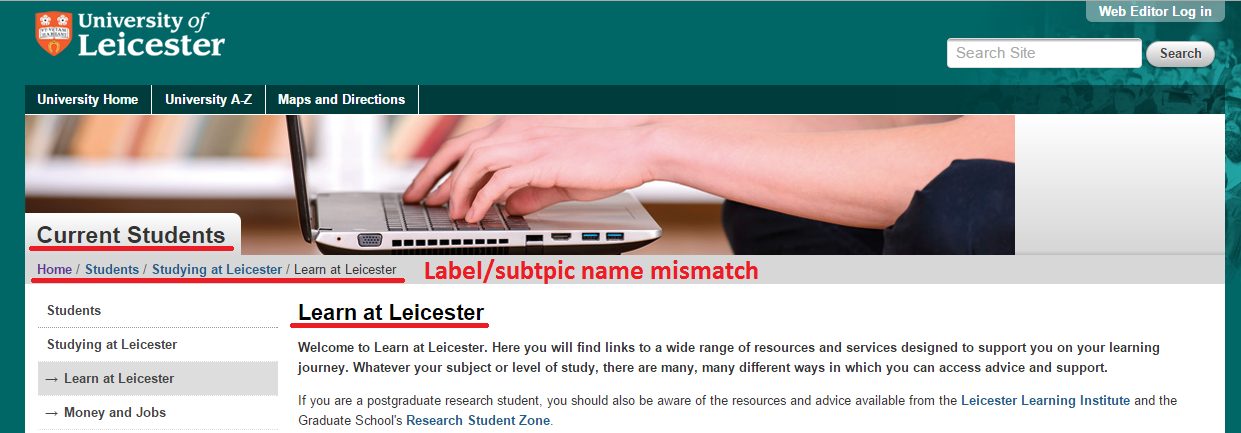 Web Editor Log in
University of
Leicester
Search Site
Search
University Home
University A-Z
Maps and Directions
Current Students
Home / Students / Studying at Leicester / Learn at Leicester
Label/subtpic name mismatch
Students
Studying at Leicester
→ Learn at Leicester
→ Money and Jobs
Learn at Leicester
Welcome to Learn at Leicester. Here you will find links to a wide range of resources and services designed to support you on your learning
journey. Whatever your subject or level of study, there are many, many different ways in which you can access advice and support.
If you are a postgraduate research student, you should also be aware of the resources and advice available from the Leicester Learning Institute and the
Graduate School's Research Student Zone.